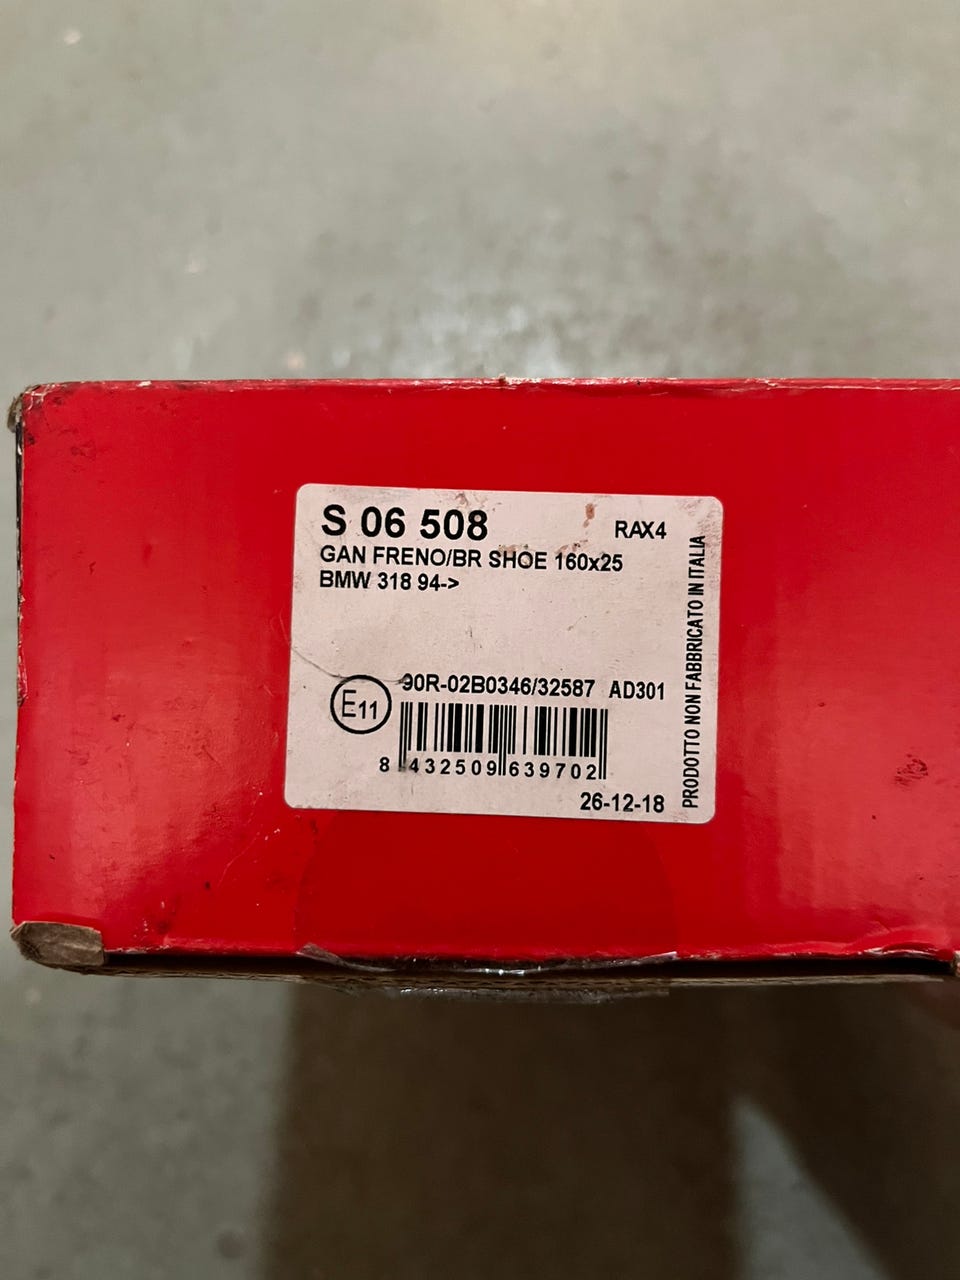 S 06 508
RAX4
GAN FRENO/BR SHOE 160x25
BMW 318 94->
E11
90R-02B0346/32587 AD301
8 432509 639702
26-12-18
PRODOTTO NON FABBRICATO IN ITALIA